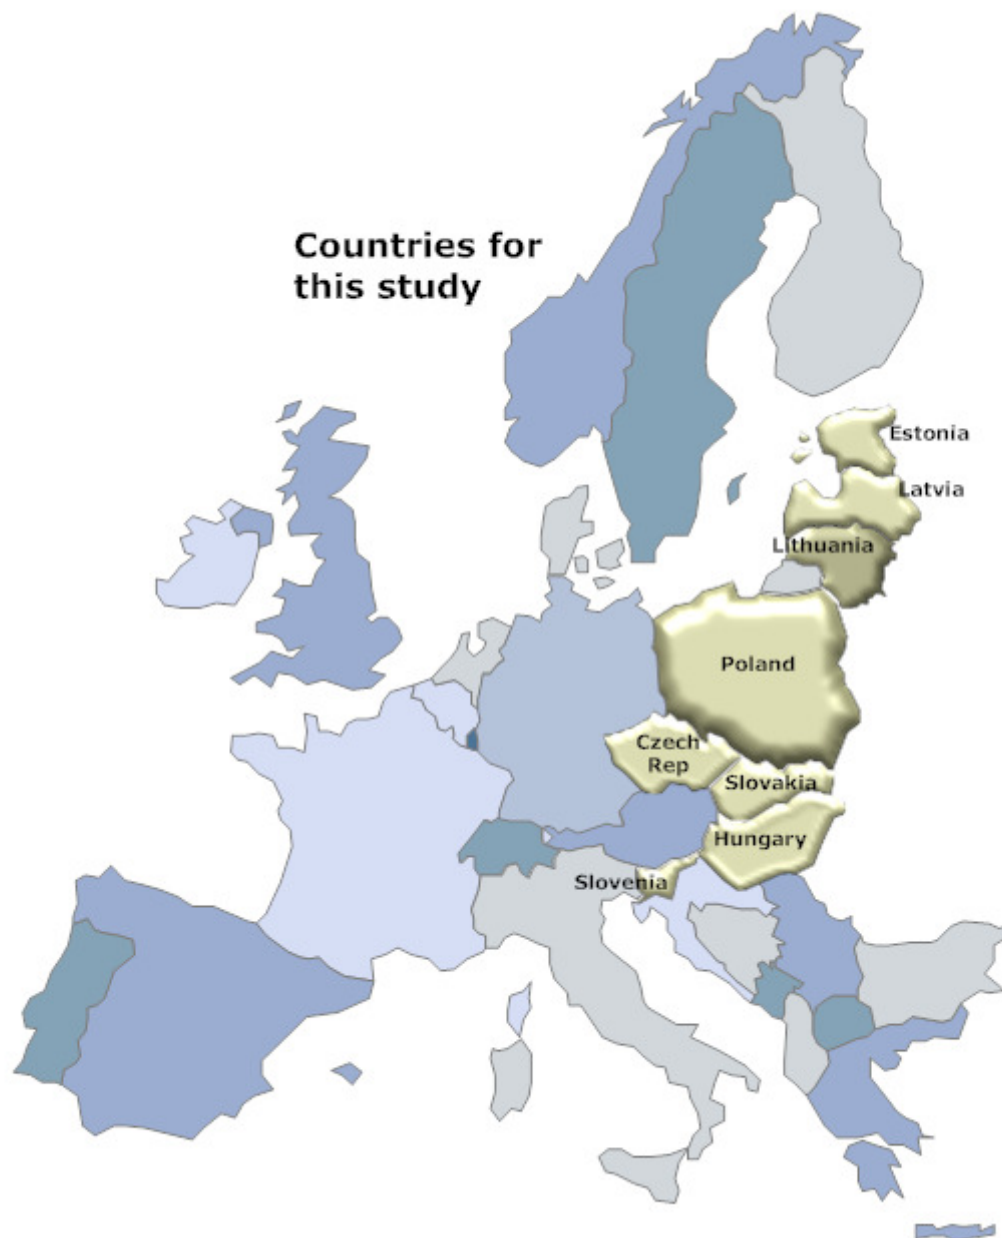 Countries for
this study
Estonia
Latvia
Lithuania
Poland
Czech
Rep
Slovakia
Hungary
Slovenia